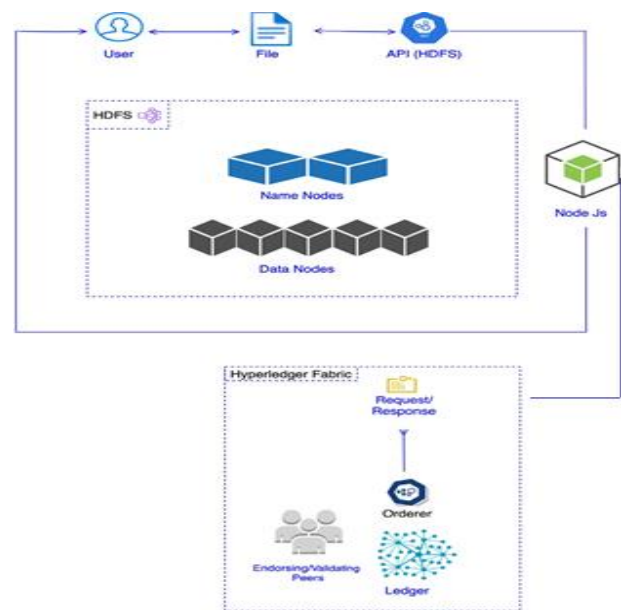 User
File
API (HDFS)
HDFS
Name Nodes
Node Js
Data Nodes
Hyperledger Fabric
Request/
Response
Orderer
Endorsing/Validating
Peers
Ledger